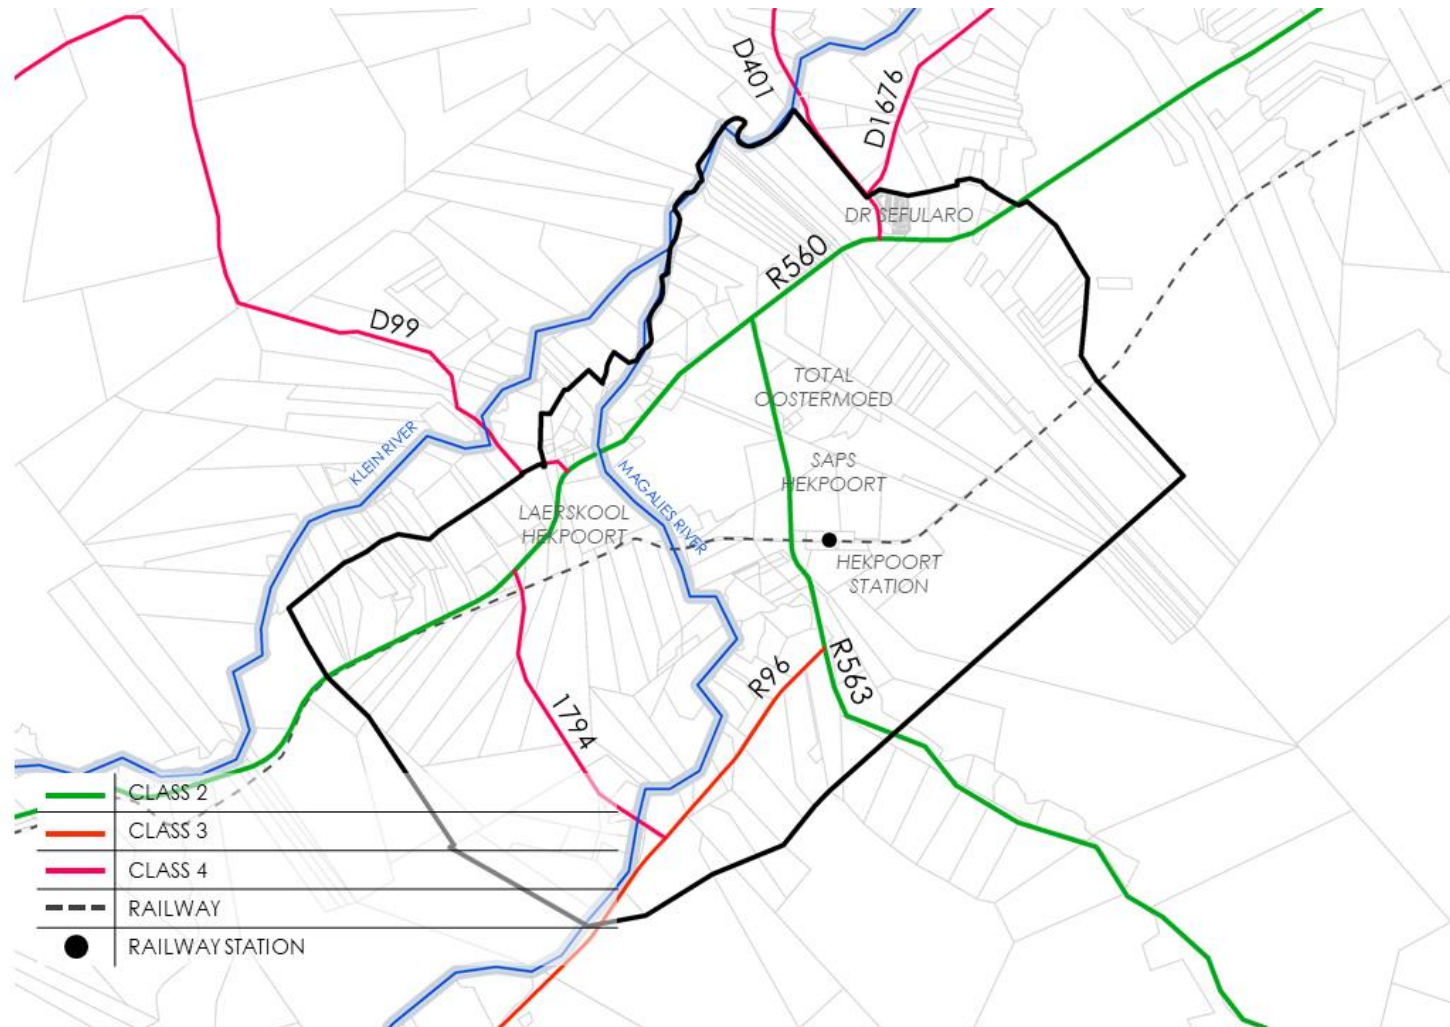 D401
D1676
DR SEFULARO
R560
D99
TOTAL
OOSTERMOED
KLEIN RIVER
MAGALIES RIVER
SAPS
HEKPOORT
LAERSKOOL
HEKPOORT
HEKPOORT
STATION
R96
R563
1794
CLASS 2
CLASS 3
CLASS 4
RAILWAY
RAILWAY STATION